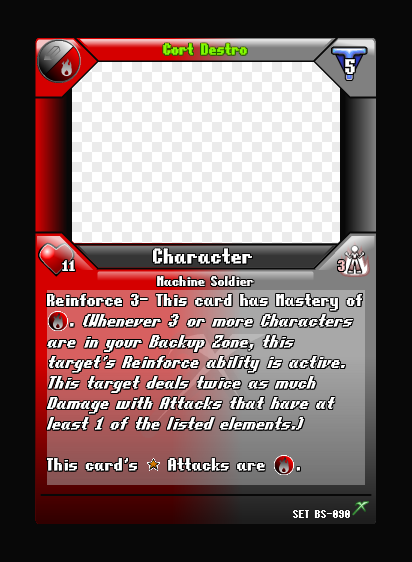 2
Cort Destro
5
Character
11
3
Machine Soldier
Reinforce 3- This card has Mastery of
. (Whenever 3 or more Characters
are in your Backup Zone, this
target's Reinforce ability is active.
This target deals twice as much
Damage with Attacks that have at
least 1 of the listed elements.)
This card's Attacks are .
SET BS-090